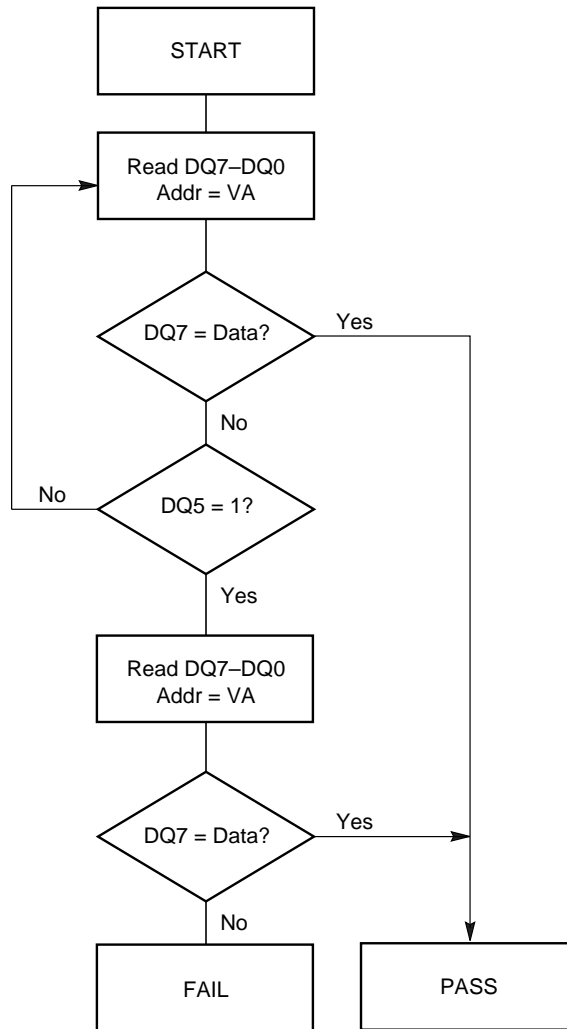 START
Read DQ7–DQ0
Addr = VA
DQ7 = Data?
Yes
No
No
DQ5 = 1?
Yes
Read DQ7–DQ0
Addr = VA
DQ7 = Data?
Yes
No
FAIL
PASS